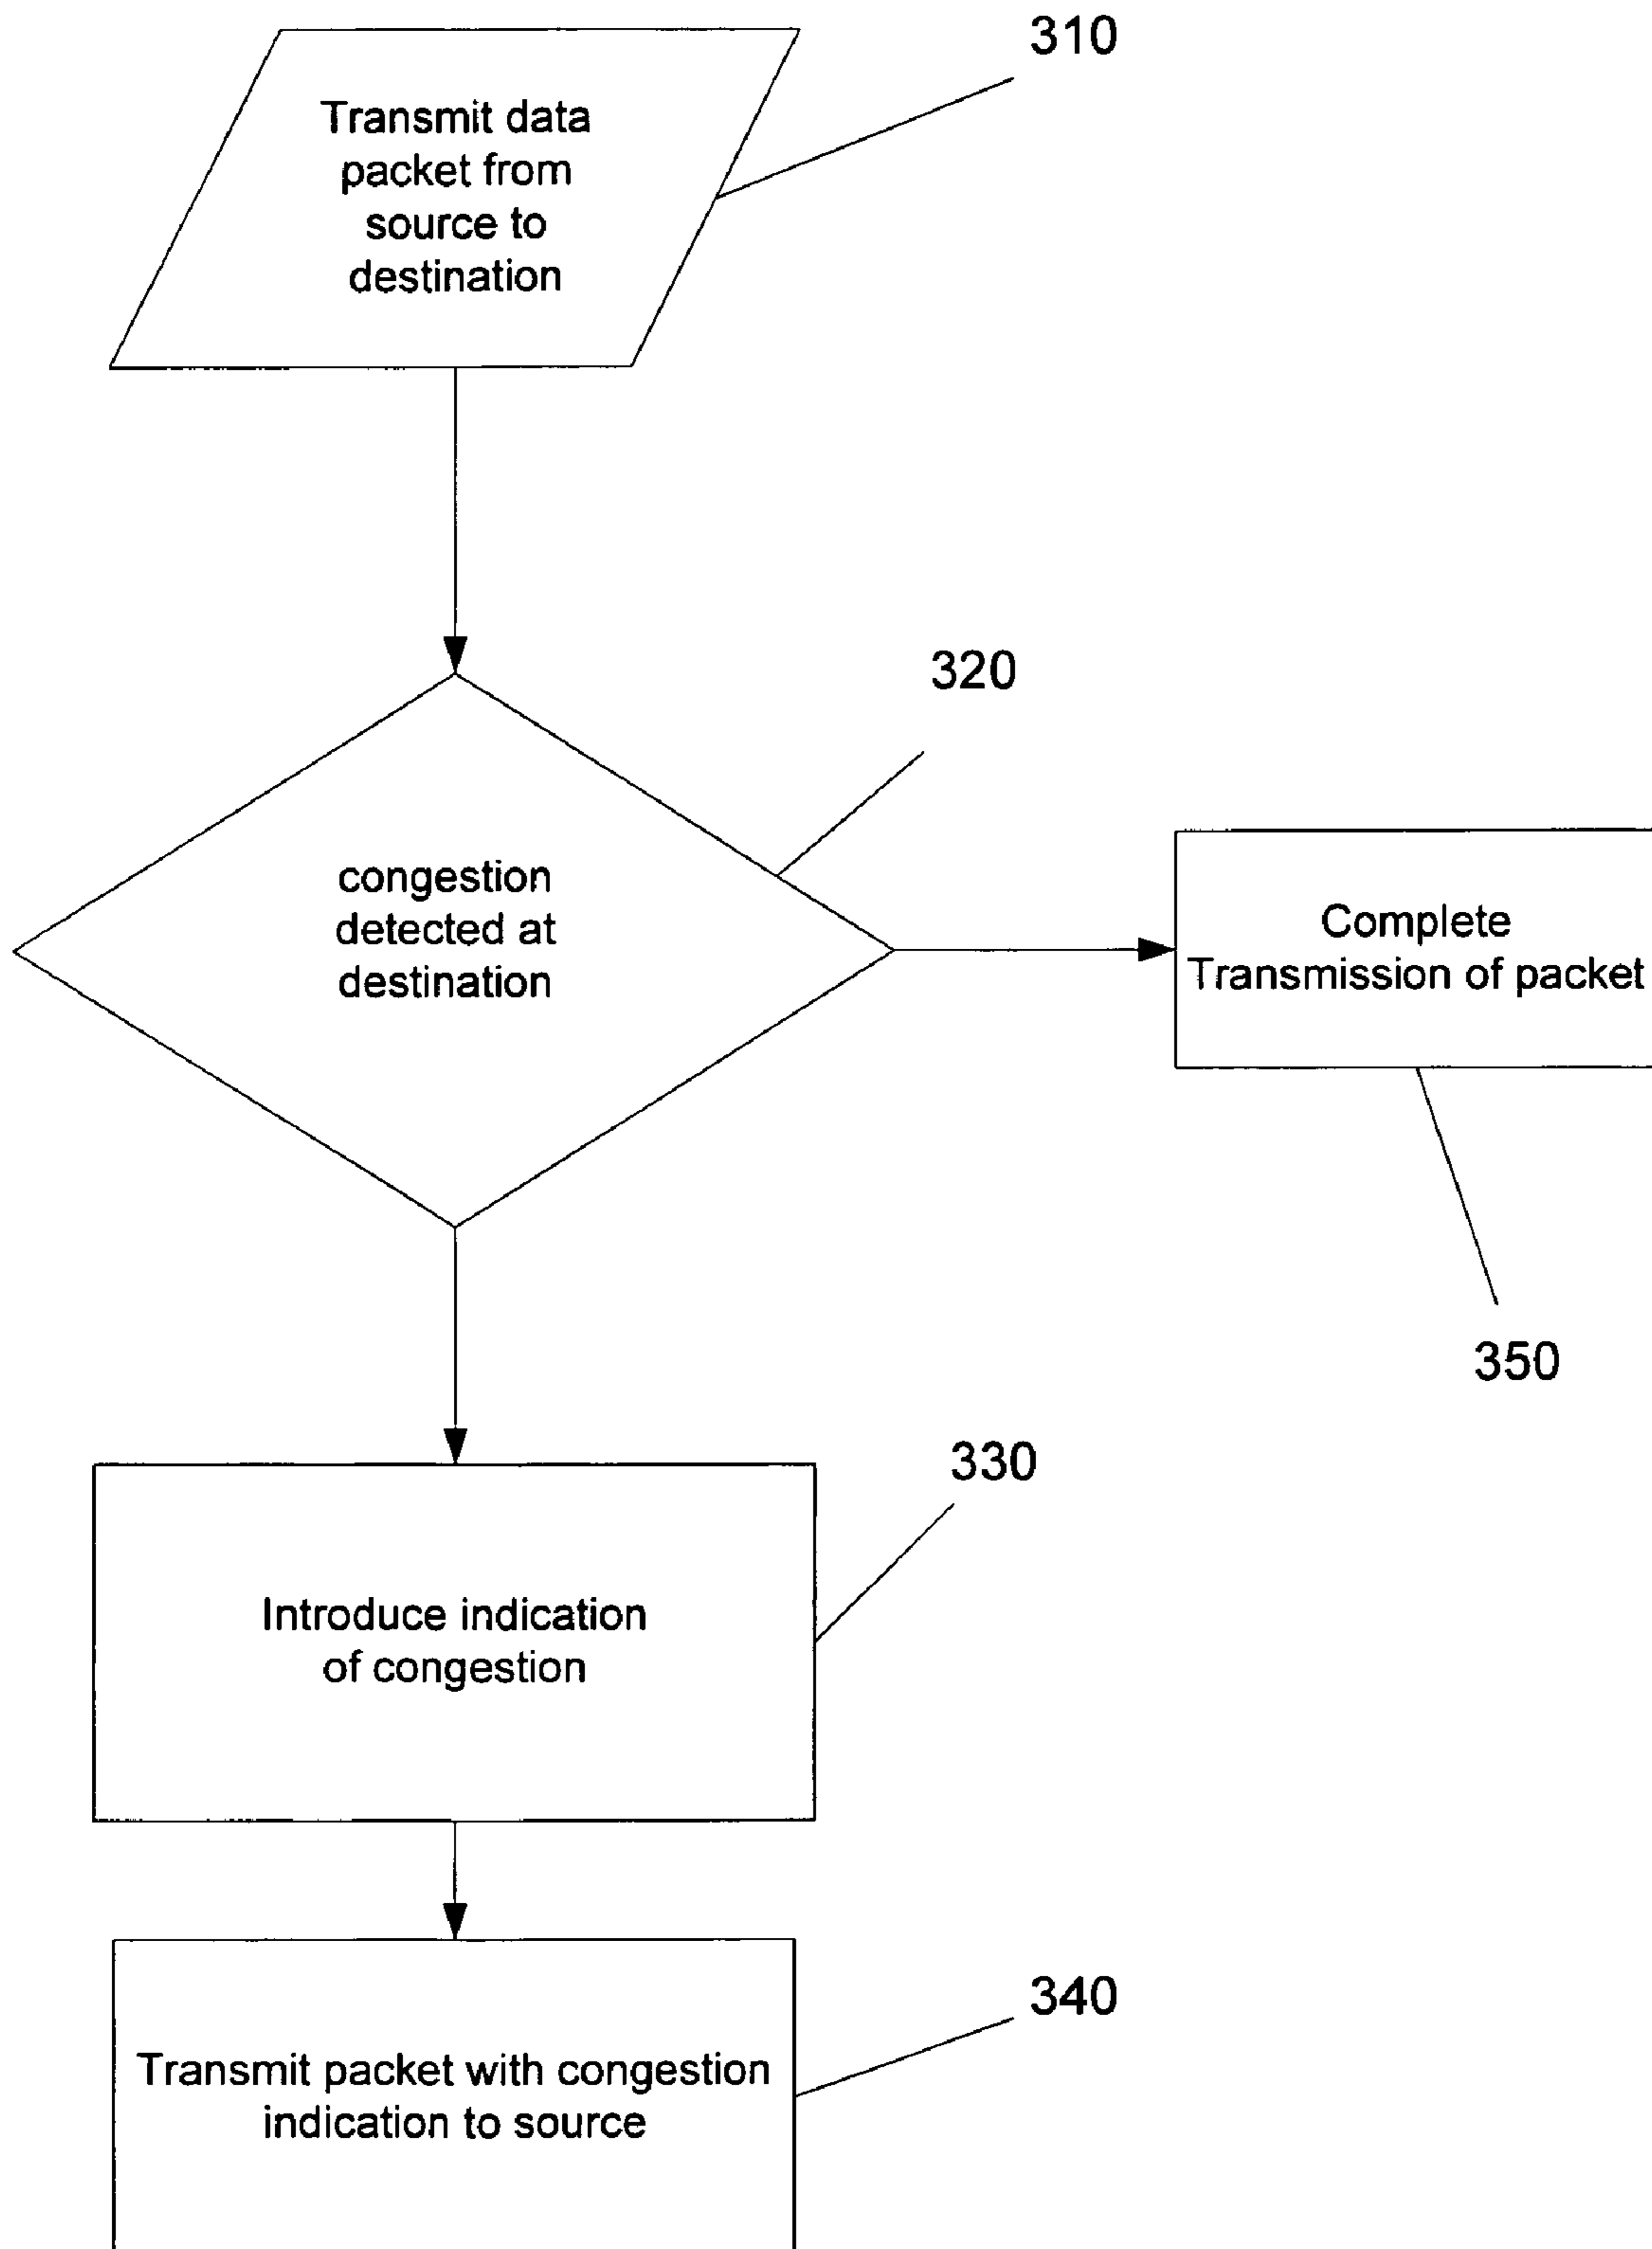 310
Transmit data
packet from
source to
destination
320
congestion
detected at
destination
Complete
Transmission of packet
350
330
Introduce indication
of congestion
340
Transmit packet with congestion
indication to source